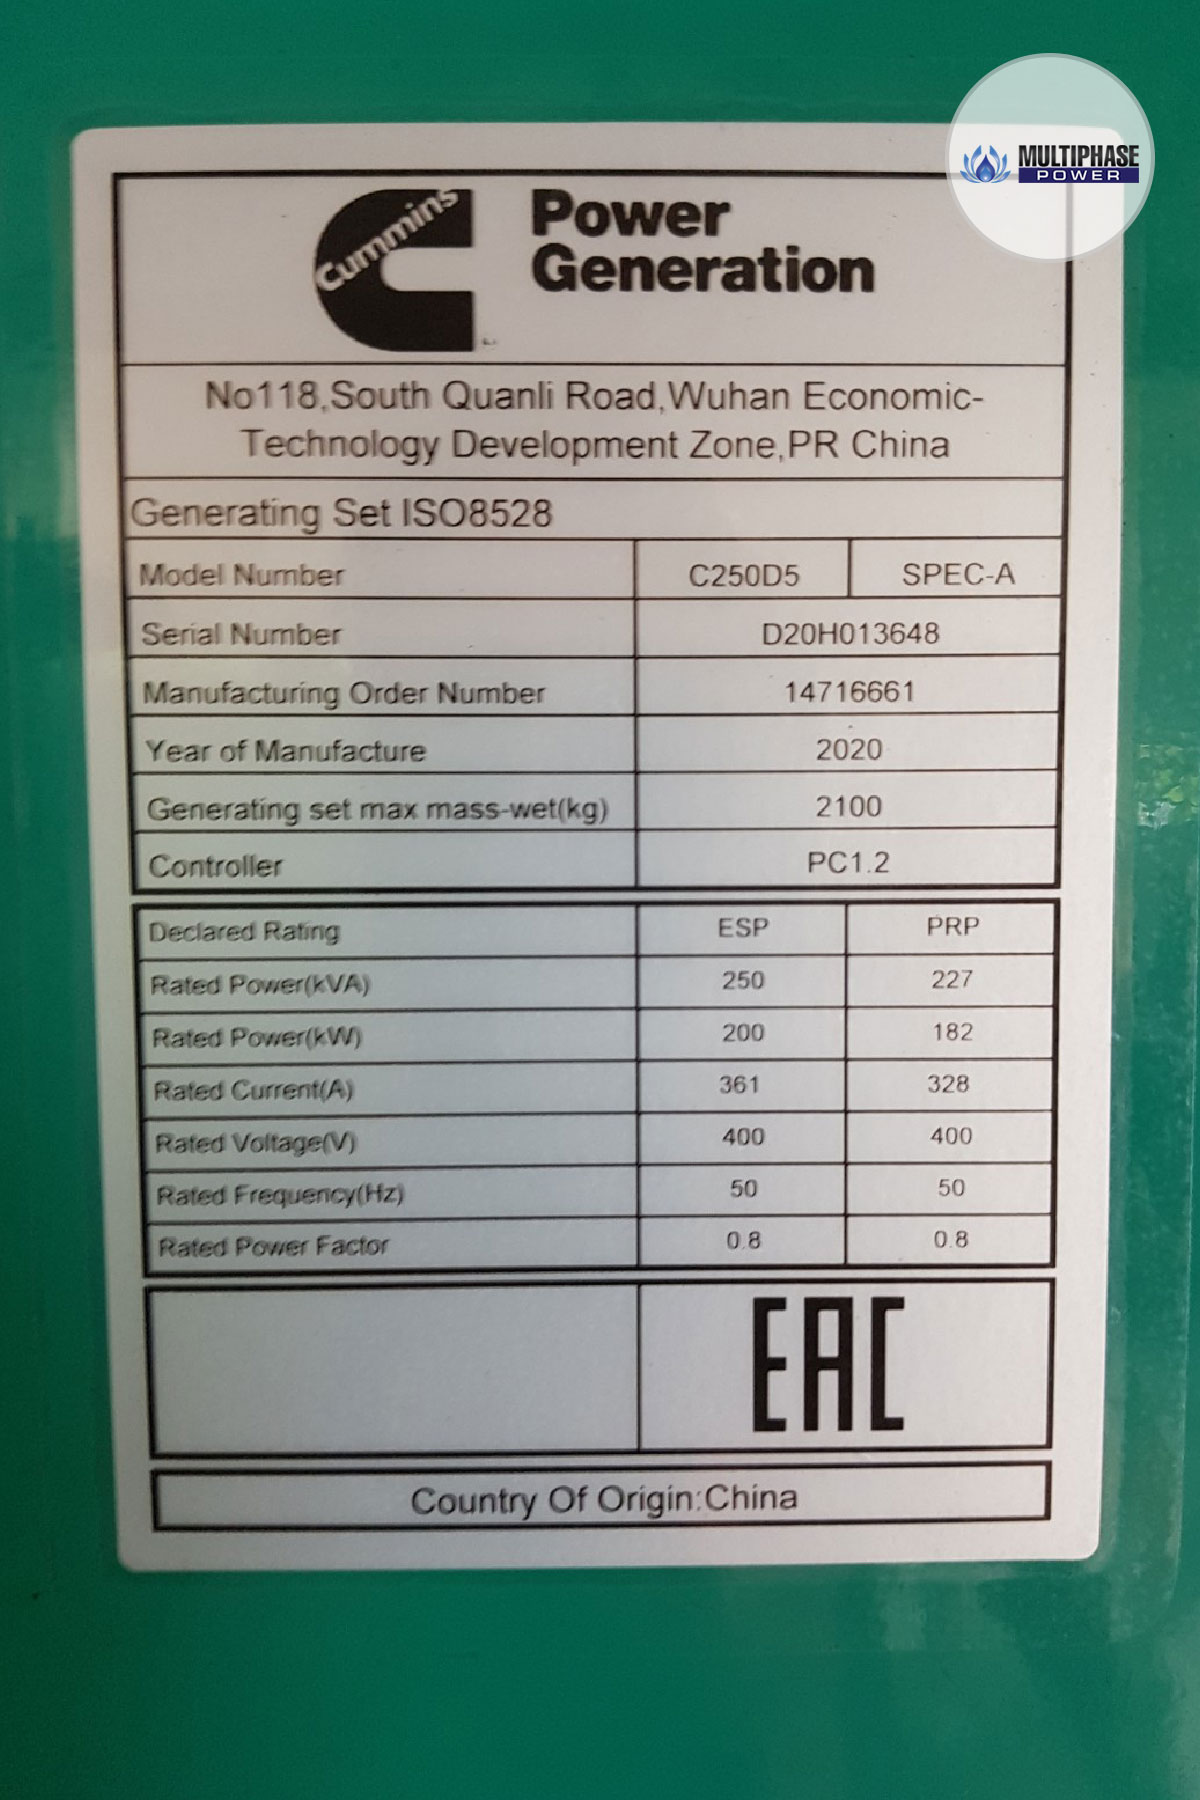 MULTIPHASE
POWER
Cummins
Power
Generation
No118,South Quanli Road,Wuhan Economic-
Technology Development Zone,PR China
Generating Set ISO8528
Model Number C250D5 SPEC-A
Serial Number D20H013648
Manufacturing Order Number 14716661
Year of Manufacture 2020
Generating set max mass-wet(kg) 2100
Controller PC1.2
Declared Rating ESP PRP
Rated Power(kVA) 250 227
Rated Power(kW) 200 182
Rated Current(A) 361 328
Rated Voltage(V) 400 400
Rated Frequency(Hz) 50 50
Rated Power Factor 0.8 0.8
EAC
Country Of Origin:China